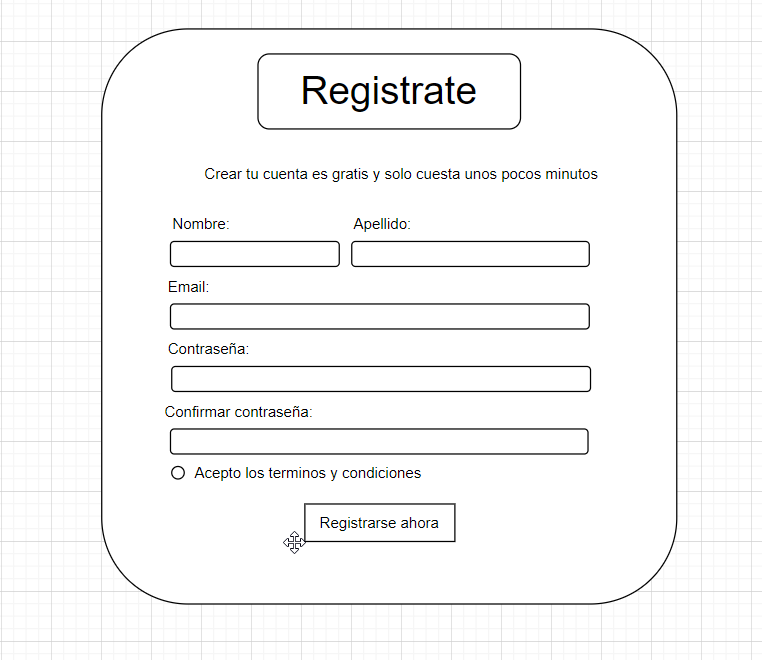 Registrate
Crear tu cuenta es gratis y solo cuesta unos pocos minutos
Nombre: Apellido:
Email:
Contraseña:
Confirmar contraseña:
Acepto los terminos y condiciones
Registrarse ahora